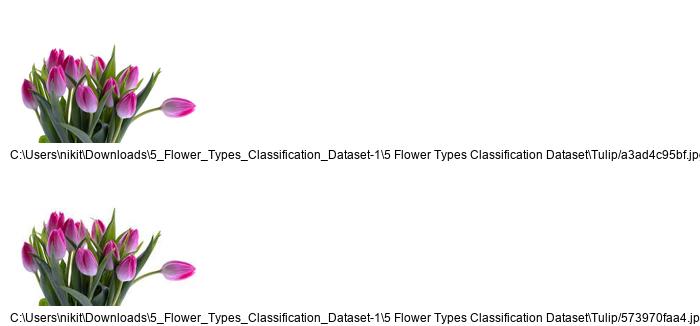 C:\Users\nikit\Downloads\5_Flower_Types_Classification_Dataset-1\5 Flower Types Classification Dataset\Tulip/a3ad4c95bf.jp
C:\Users\nikit\Downloads\5_Flower_Types_Classification_Dataset-1\5 Flower Types Classification Dataset\Tulip/573970faa4.jp